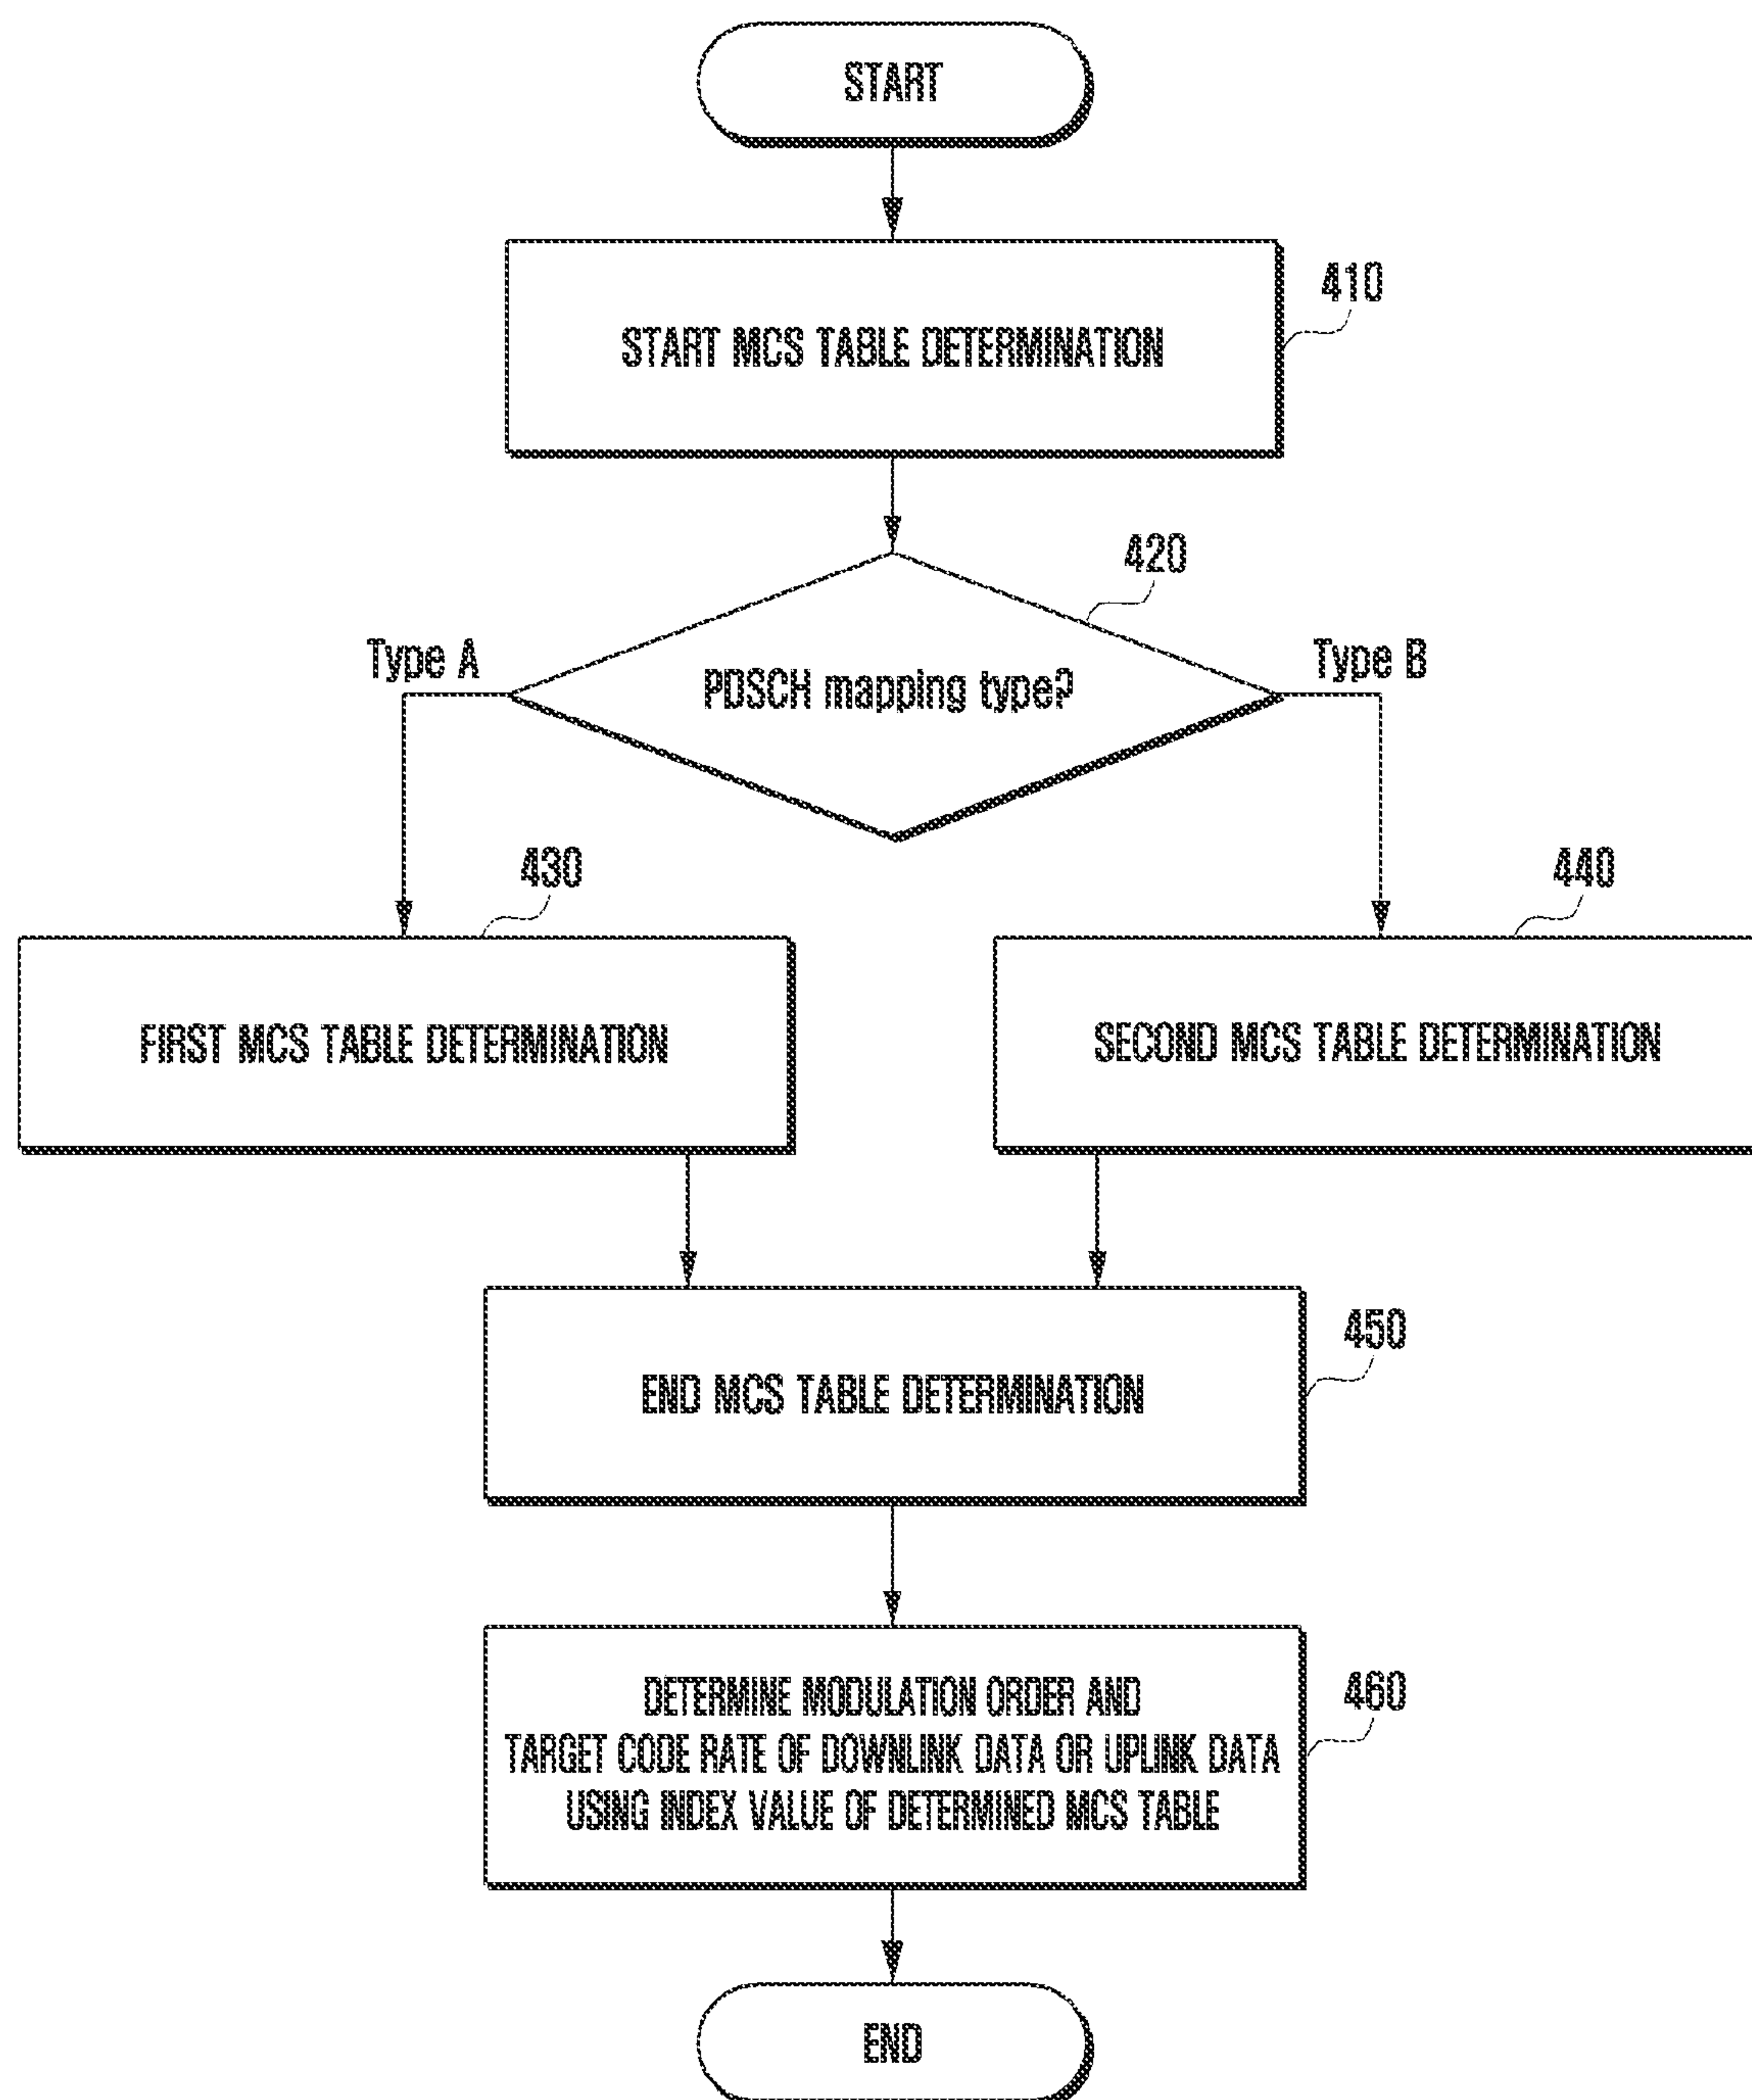 START
410
START MCS TABLE DETERMINATION
420
Type A
Type B
PDSCH mapping type?
430
440
FIRST MCS TABLE DETERMINATION
SECOND MCS TABLE DETERMINATION
450
END MCS TABLE DETERMINATION
460
DETERMINE MODULATION ORDER AND
TARGET CODE RATE OF DOWNLINK DATA OR UPLINK DATA
USING INDEX VALUE OF DETERMINED MCS TABLE
END